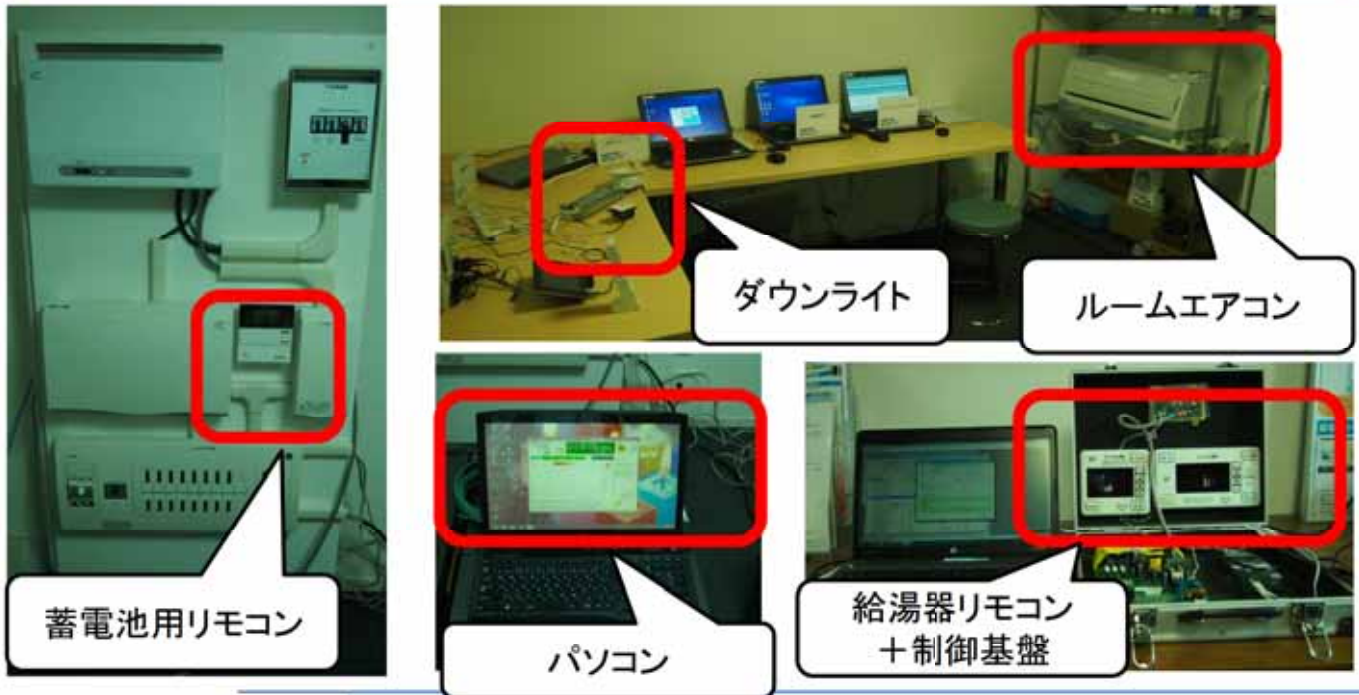 ダウンライト
ルームエアコン
蓄電池用リモコン
パソコン
給湯器リモコン
＋制御基盤